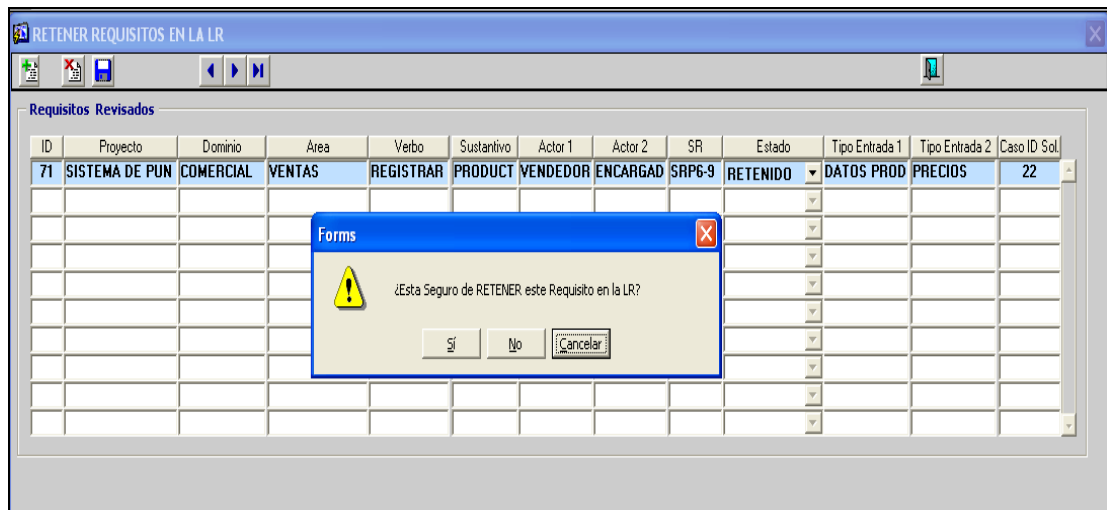 RETENER REQUISITOS EN LA LR
Requisitos Revisados
ID Proyecto Dominio Area Verbo Sustantivo Actor 1 Actor 2 SR Estado Tipo Entrada 1 Tipo Entrada 2 Caso ID Sol.
71 SISTEMA DE PUN COMERCIAL VENTAS REGISTRAR PRODUCT VENDEDOR ENCARGAD SRP6-9 RETENIDO DATOS PROD PRECIOS 22
Forms
¿Esta Seguro de RETENER este Requisito en la LR?
Sí No Cancelar